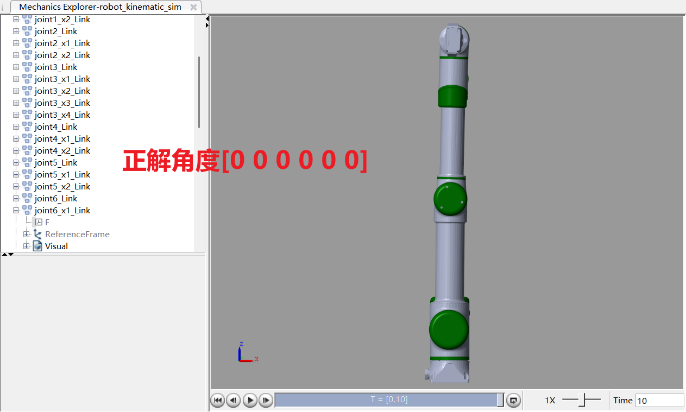 Mechanics Explorer-robot_kinematic_sim
joint1_x2_Link
joint2_Link
joint2_x1_Link
joint2_x2_Link
joint3_Link
joint3_x1_Link
joint3_x2_Link
joint3_x3_Link
joint3_x4_Link
joint4_Link
joint4_x1_Link
joint4_x2_Link
joint5_Link
joint5_x1_Link
joint5_x2_Link
joint6_Link
joint6_x1_Link
F
ReferenceFrame
Visual
正解角度[0 0 0 0 0 0]
z
x
T = [0,10]
1X
Time 10